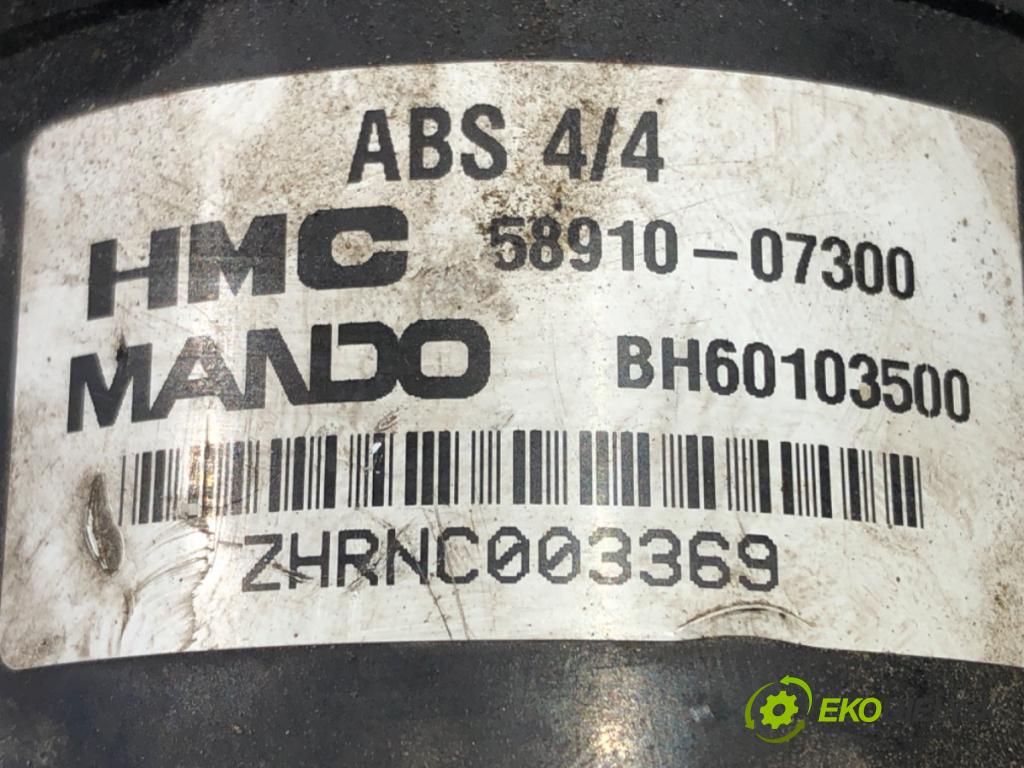 ABS 4/4
HMC 58910-07300
MANDO BH60103500
ZHRNC003369
EKO